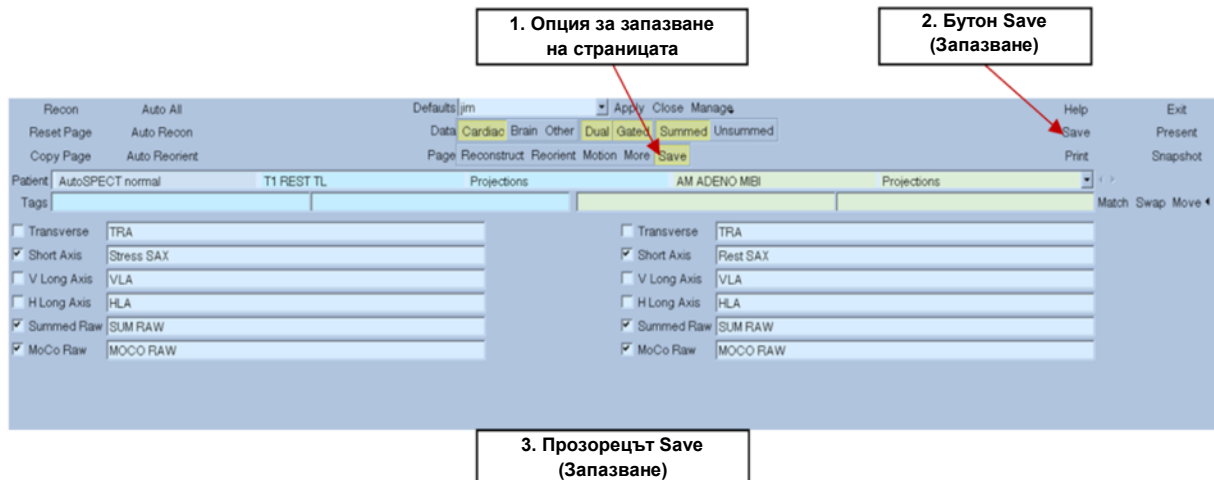 1. Опция за запазване
на страницата
2. Бутон Save
(Запазване)
Recon Auto All Defaults jim Apply Close Manage Help Exit
Reset Page Auto Recon Data Cardiac Brain Other Dual Gated Summed Unsummed Save Present
Copy Page Auto Reorient Page Reconstruct Reorient Motion More Save Print Snapshot
Patient AutoSPECT normal T1 REST TL Projections AM ADENO MIBI Projections
Tags Match Swap Move
Transverse TRA Transverse TRA
Short Axis Stress SAX Short Axis Rest SAX
V Long Axis VLA V Long Axis VLA
H Long Axis HLA H Long Axis HLA
Summed Raw SUM RAW Summed Raw SUM RAW
MoCo Raw MOCO RAW MoCo Raw MOCO RAW
3. Прозорецът Save
(Запазване)